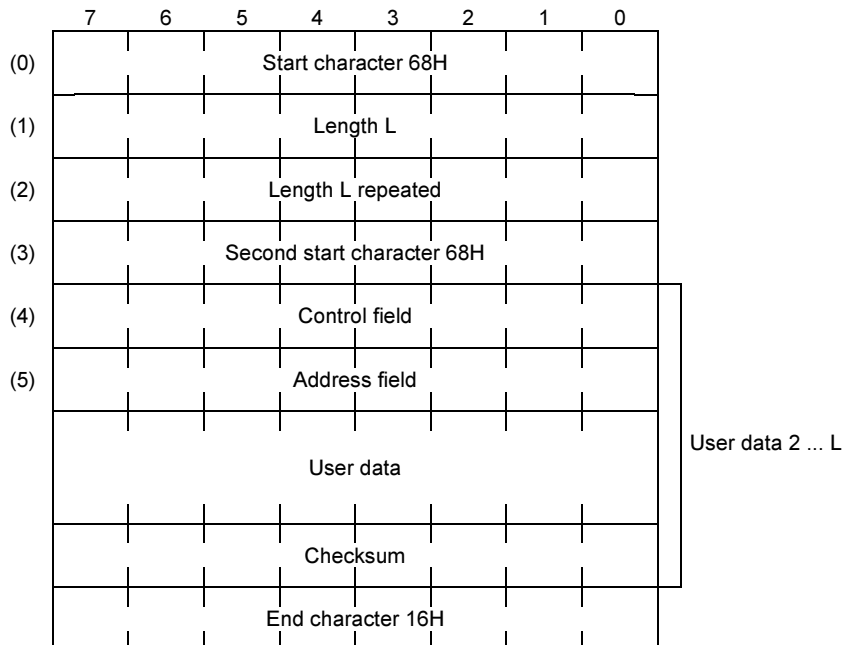 7 6 5 4 3 2 1 0
(0) Start character 68H
(1) Length L
(2) Length L repeated
(3) Second start character 68H
(4) Control field
(5) Address field
User data 2 ... L
User data
Checksum
End character 16H